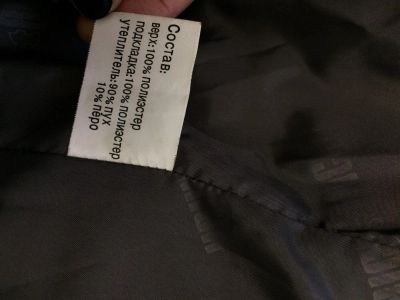 Состав:
верх:100% полиэстер
подкладка:100% полиэстер
утеплитель:90% пух
10% перо